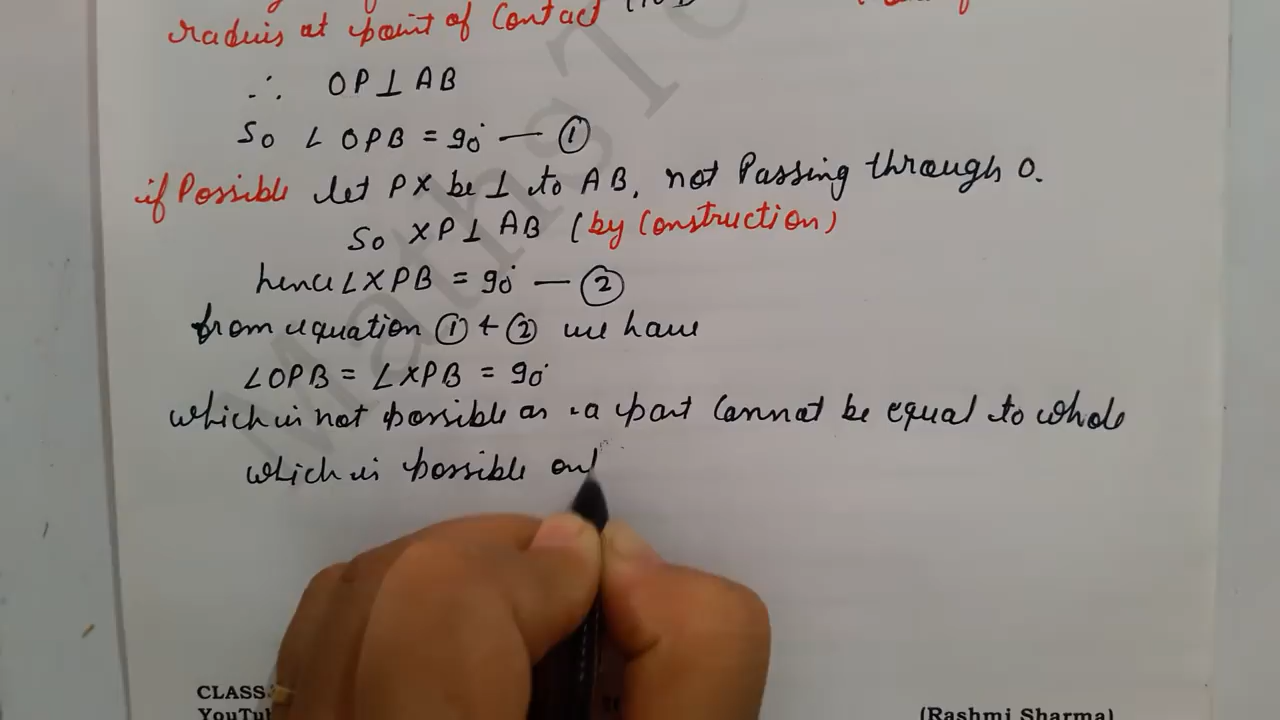 radius at point of Contact
∴ OP⊥AB
So ∠OPB = 90° — ①
if Possible let PX be ⊥ to AB, not Passing through O.
So XP⊥AB (by Construction)
hence ∠XPB = 90° — ②
from equation ① + ② we have
∠OPB = ∠XPB = 90°
which is not possible as a part Cannot be equal to whole
which is possible onl
CLASS
YouTu
(Rashmi Sharma)